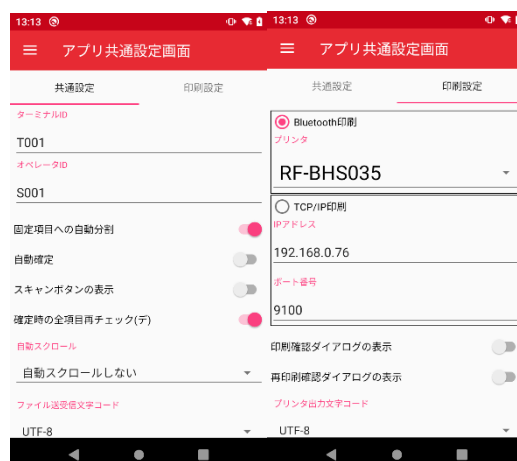 13:13
アプリ共通設定画面
共通設定
印刷設定
ターミナルID
T001
オペレータID
S001
固定項目への自動分割
自動確定
スキャンボタンの表示
確定時の全項目再チェック(デ)
自動スクロール
自動スクロールしない
ファイル送受信文字コード
UTF-8
13:13
アプリ共通設定画面
共通設定
印刷設定
Bluetooth印刷
プリンタ
RF-BHS035
TCP/IP印刷
IPアドレス
192.168.0.76
ポート番号
9100
印刷確認ダイアログの表示
再印刷確認ダイアログの表示
プリンタ出力文字コード
UTF-8